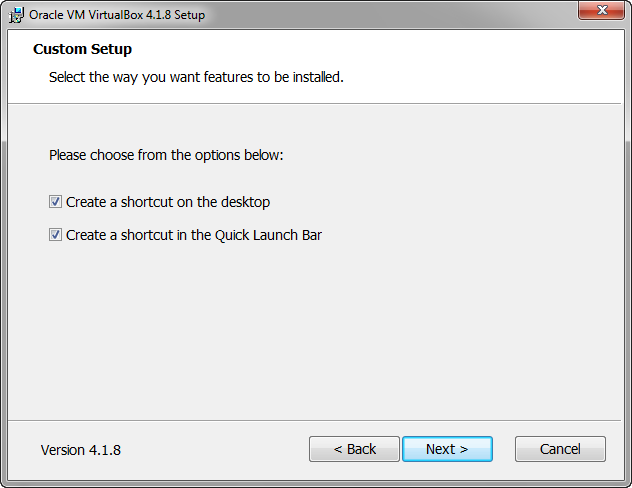 Oracle VM VirtualBox 4.1.8 Setup
Custom Setup
Select the way you want features to be installed.
Please choose from the options below:
Create a shortcut on the desktop
Create a shortcut in the Quick Launch Bar
Version 4.1.8
< Back
Next >
Cancel